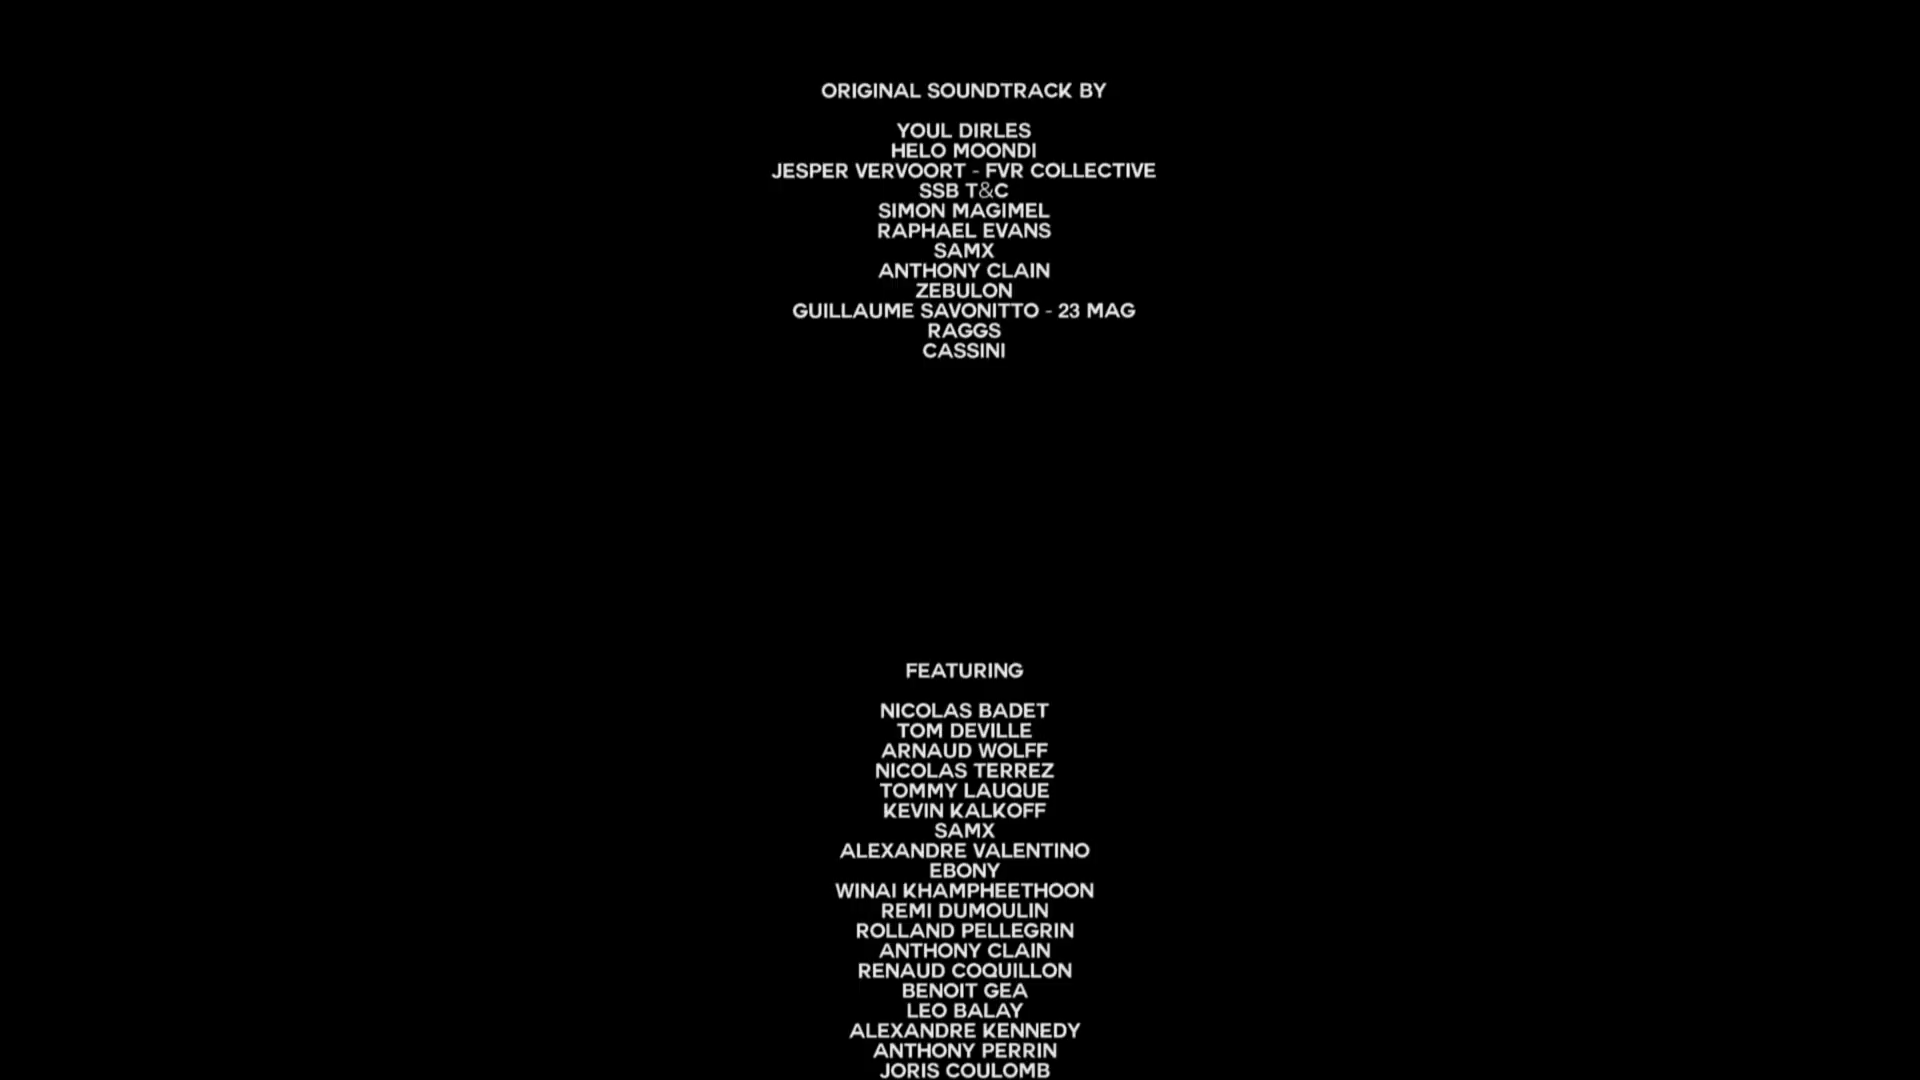 ORIGINAL SOUNDTRACK BY
YOUL DIRLES
HELO MOONDI
JESPER VERVOORT - FVR COLLECTIVE
SSB T&C
SIMON MAGIMEL
RAPHAEL EVANS
SAMX
ANTHONY CLAIN
ZEBULON
GUILLAUME SAVONITTO - 23 MAG
RAGGS
CASSINI
FEATURING
NICOLAS BADET
TOM DEVILLE
ARNAUD WOLFF
NICOLAS TERREZ
TOMMY LAUQUE
KEVIN KALKOFF
SAMX
ALEXANDRE VALENTINO
EBONY
WINAI KHAMPHEETHOON
REMI DUMOULIN
ROLLAND PELLEGRIN
ANTHONY CLAIN
RENAUD COQUILLON
BENOIT GEA
LEO BALAY
ALEXANDRE KENNEDY
ANTHONY PERRIN
JORIS COULOMB